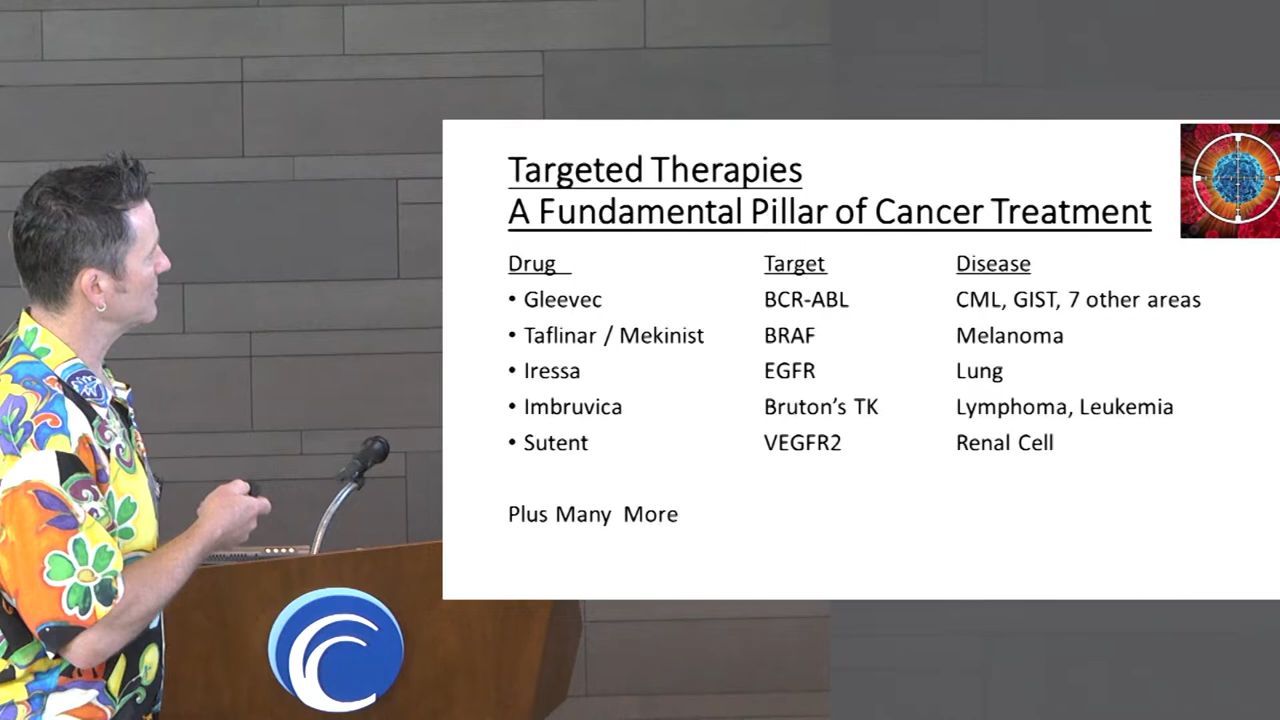 Targeted Therapies
A Fundamental Pillar of Cancer Treatment
Drug Target Disease
• Gleevec BCR-ABL CML, GIST, 7 other areas
• Taflinar / Mekinist BRAF Melanoma
• Iressa EGFR Lung
• Imbruvica Bruton's TK Lymphoma, Leukemia
• Sutent VEGFR2 Renal Cell
Plus Many More